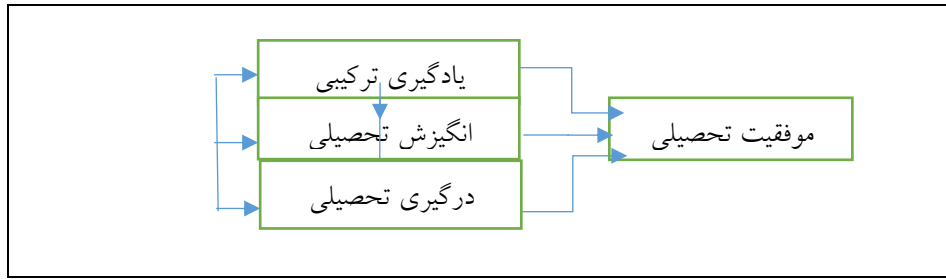 یادگیری ترکیبی
انگیزش تحصیلی
موفقیت تحصیلی
درگیری تحصیلی